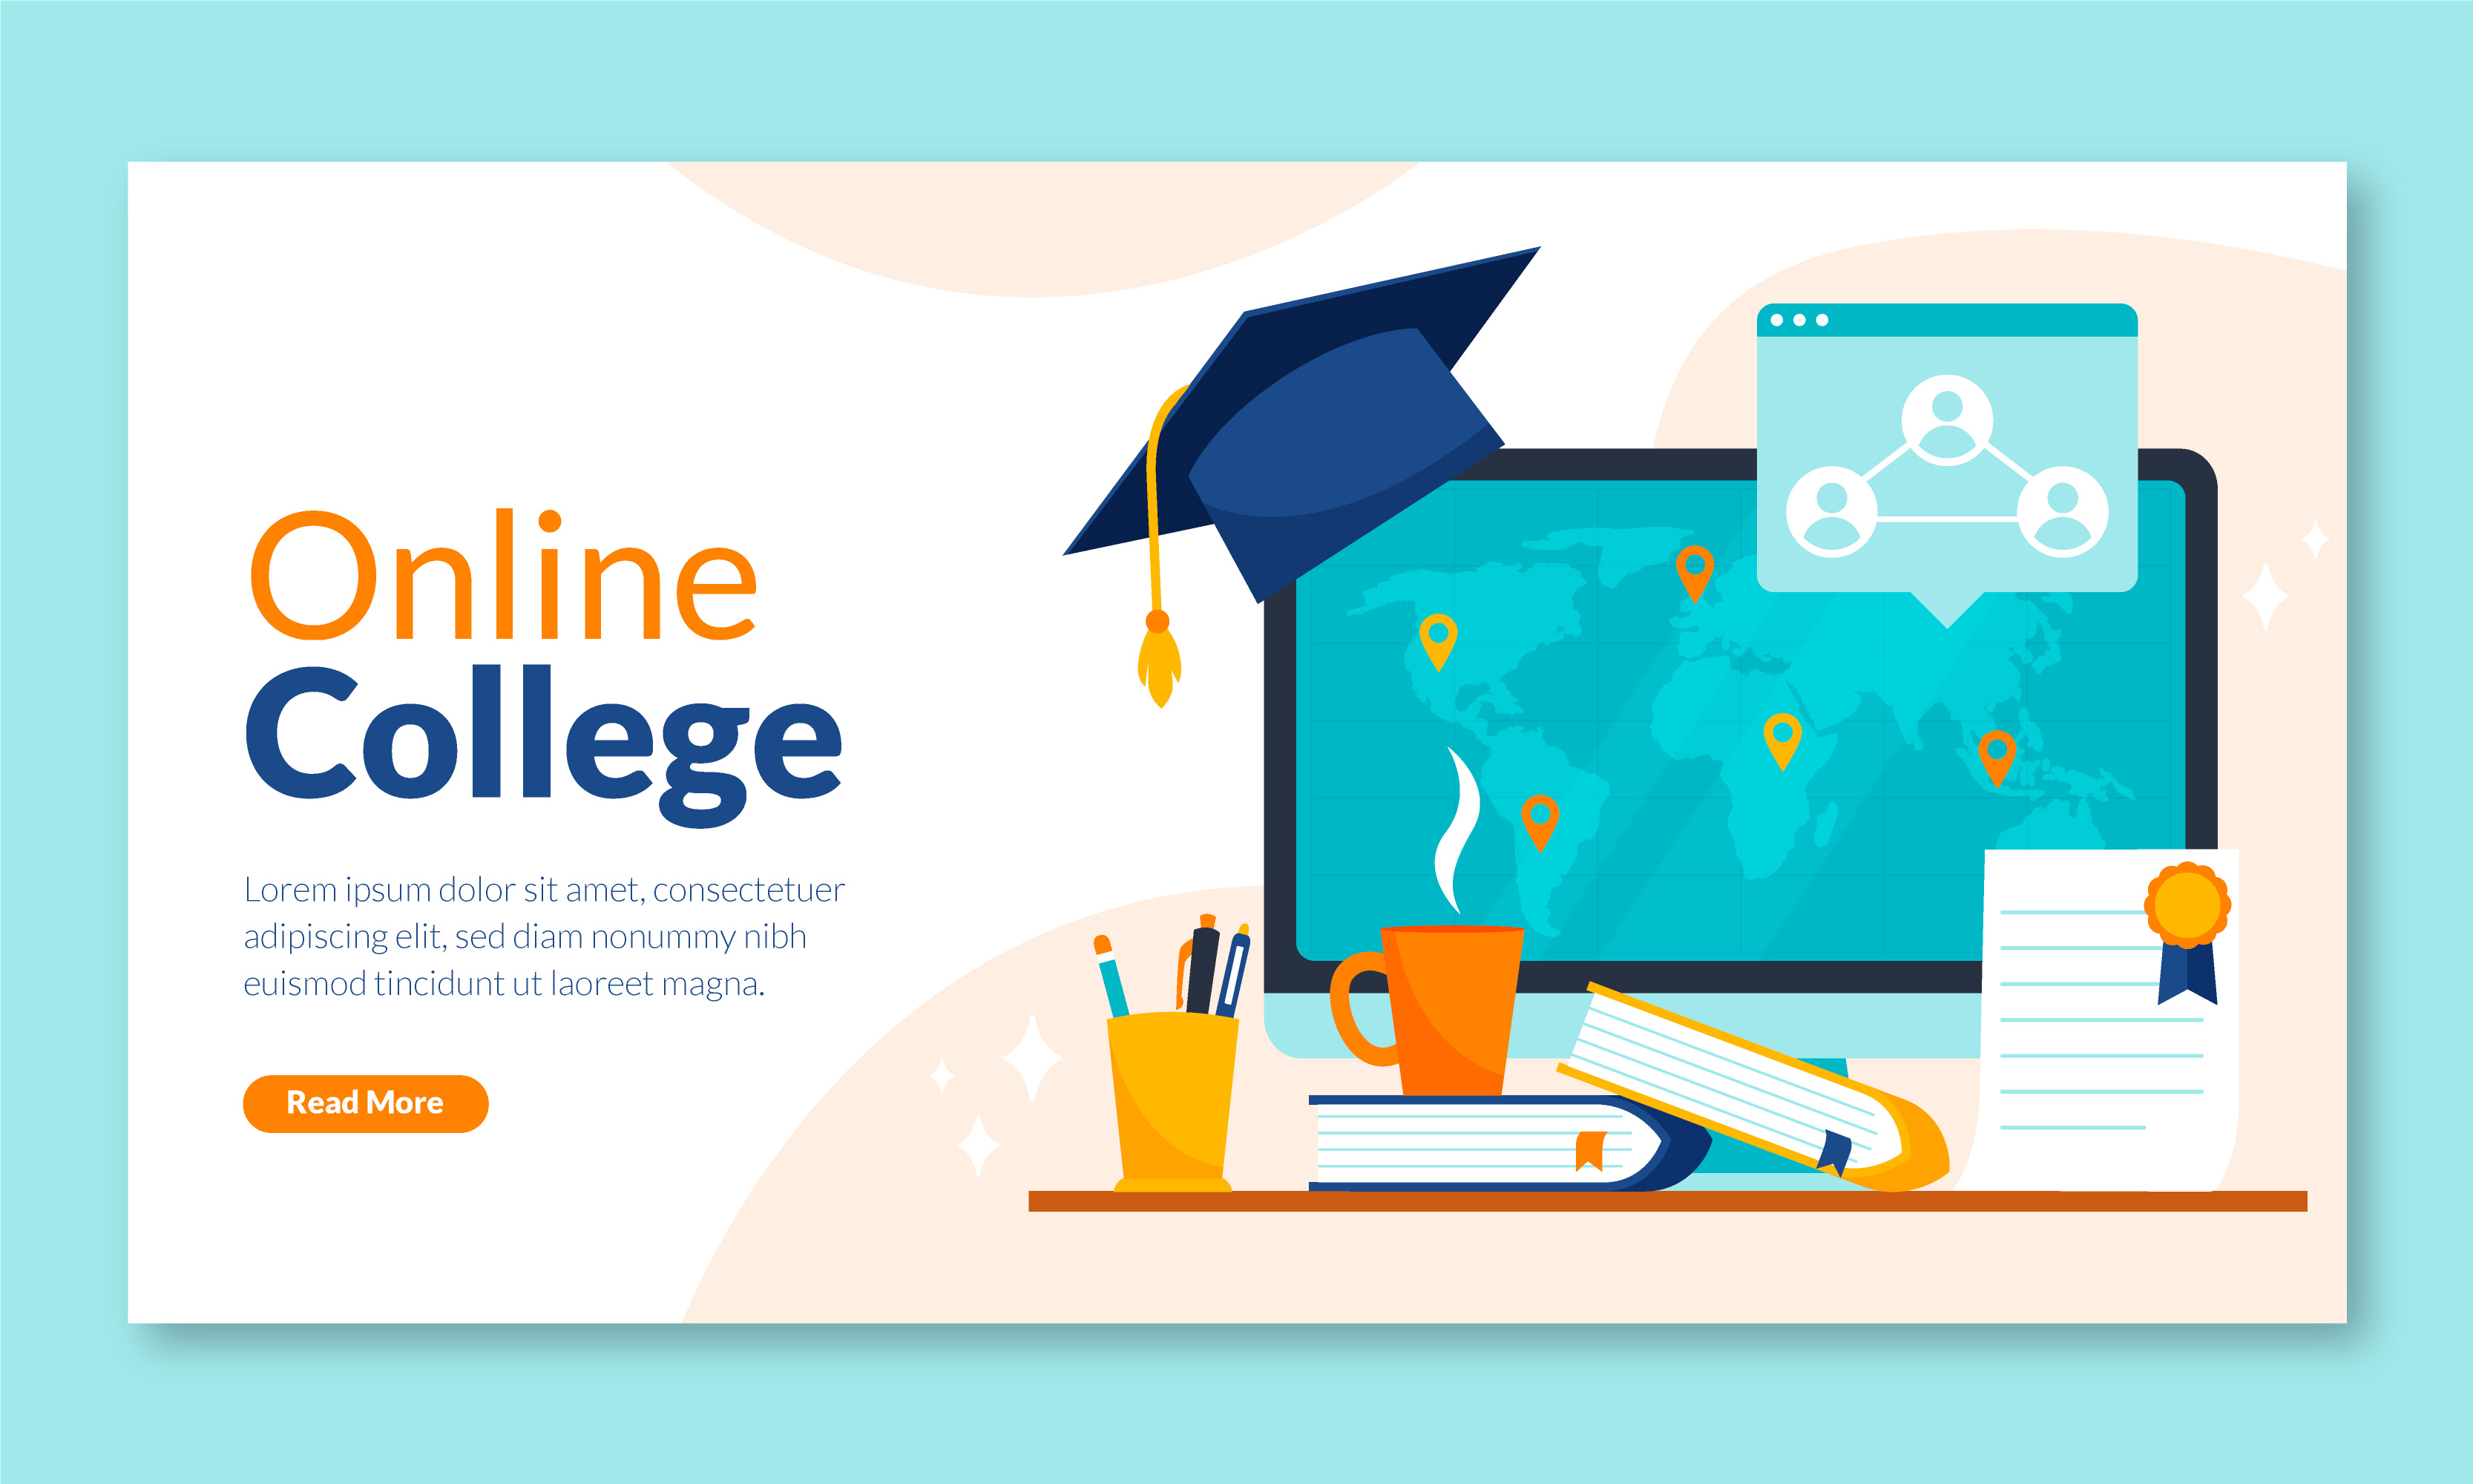 Online
College
Lorem ipsum dolor sit amet, consectetuer
adipiscing elit, sed diam nonummy nibh
euismod tincidunt ut laoreet magna.
Read More